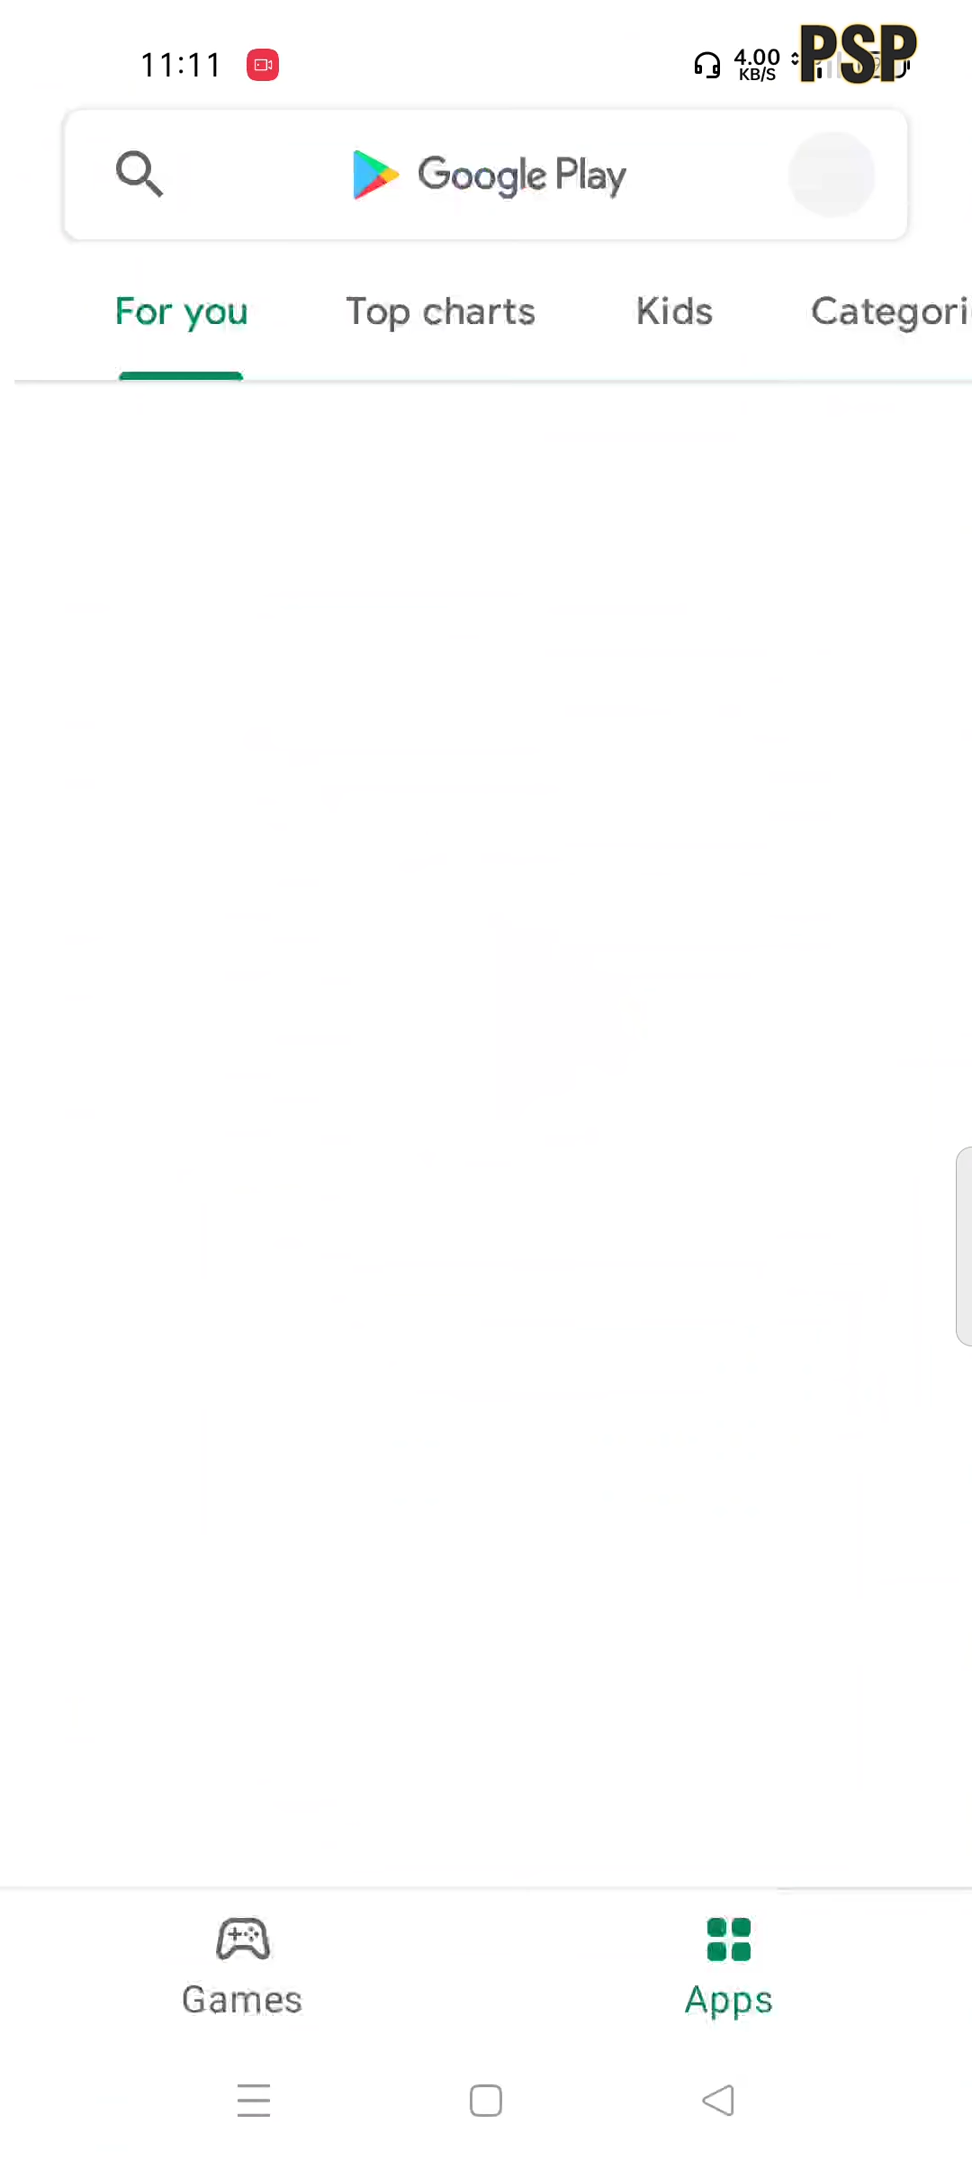 11:11
4.00
KB/S
PSP
Google Play
For you
Top charts
Kids
Categori
Games
Apps